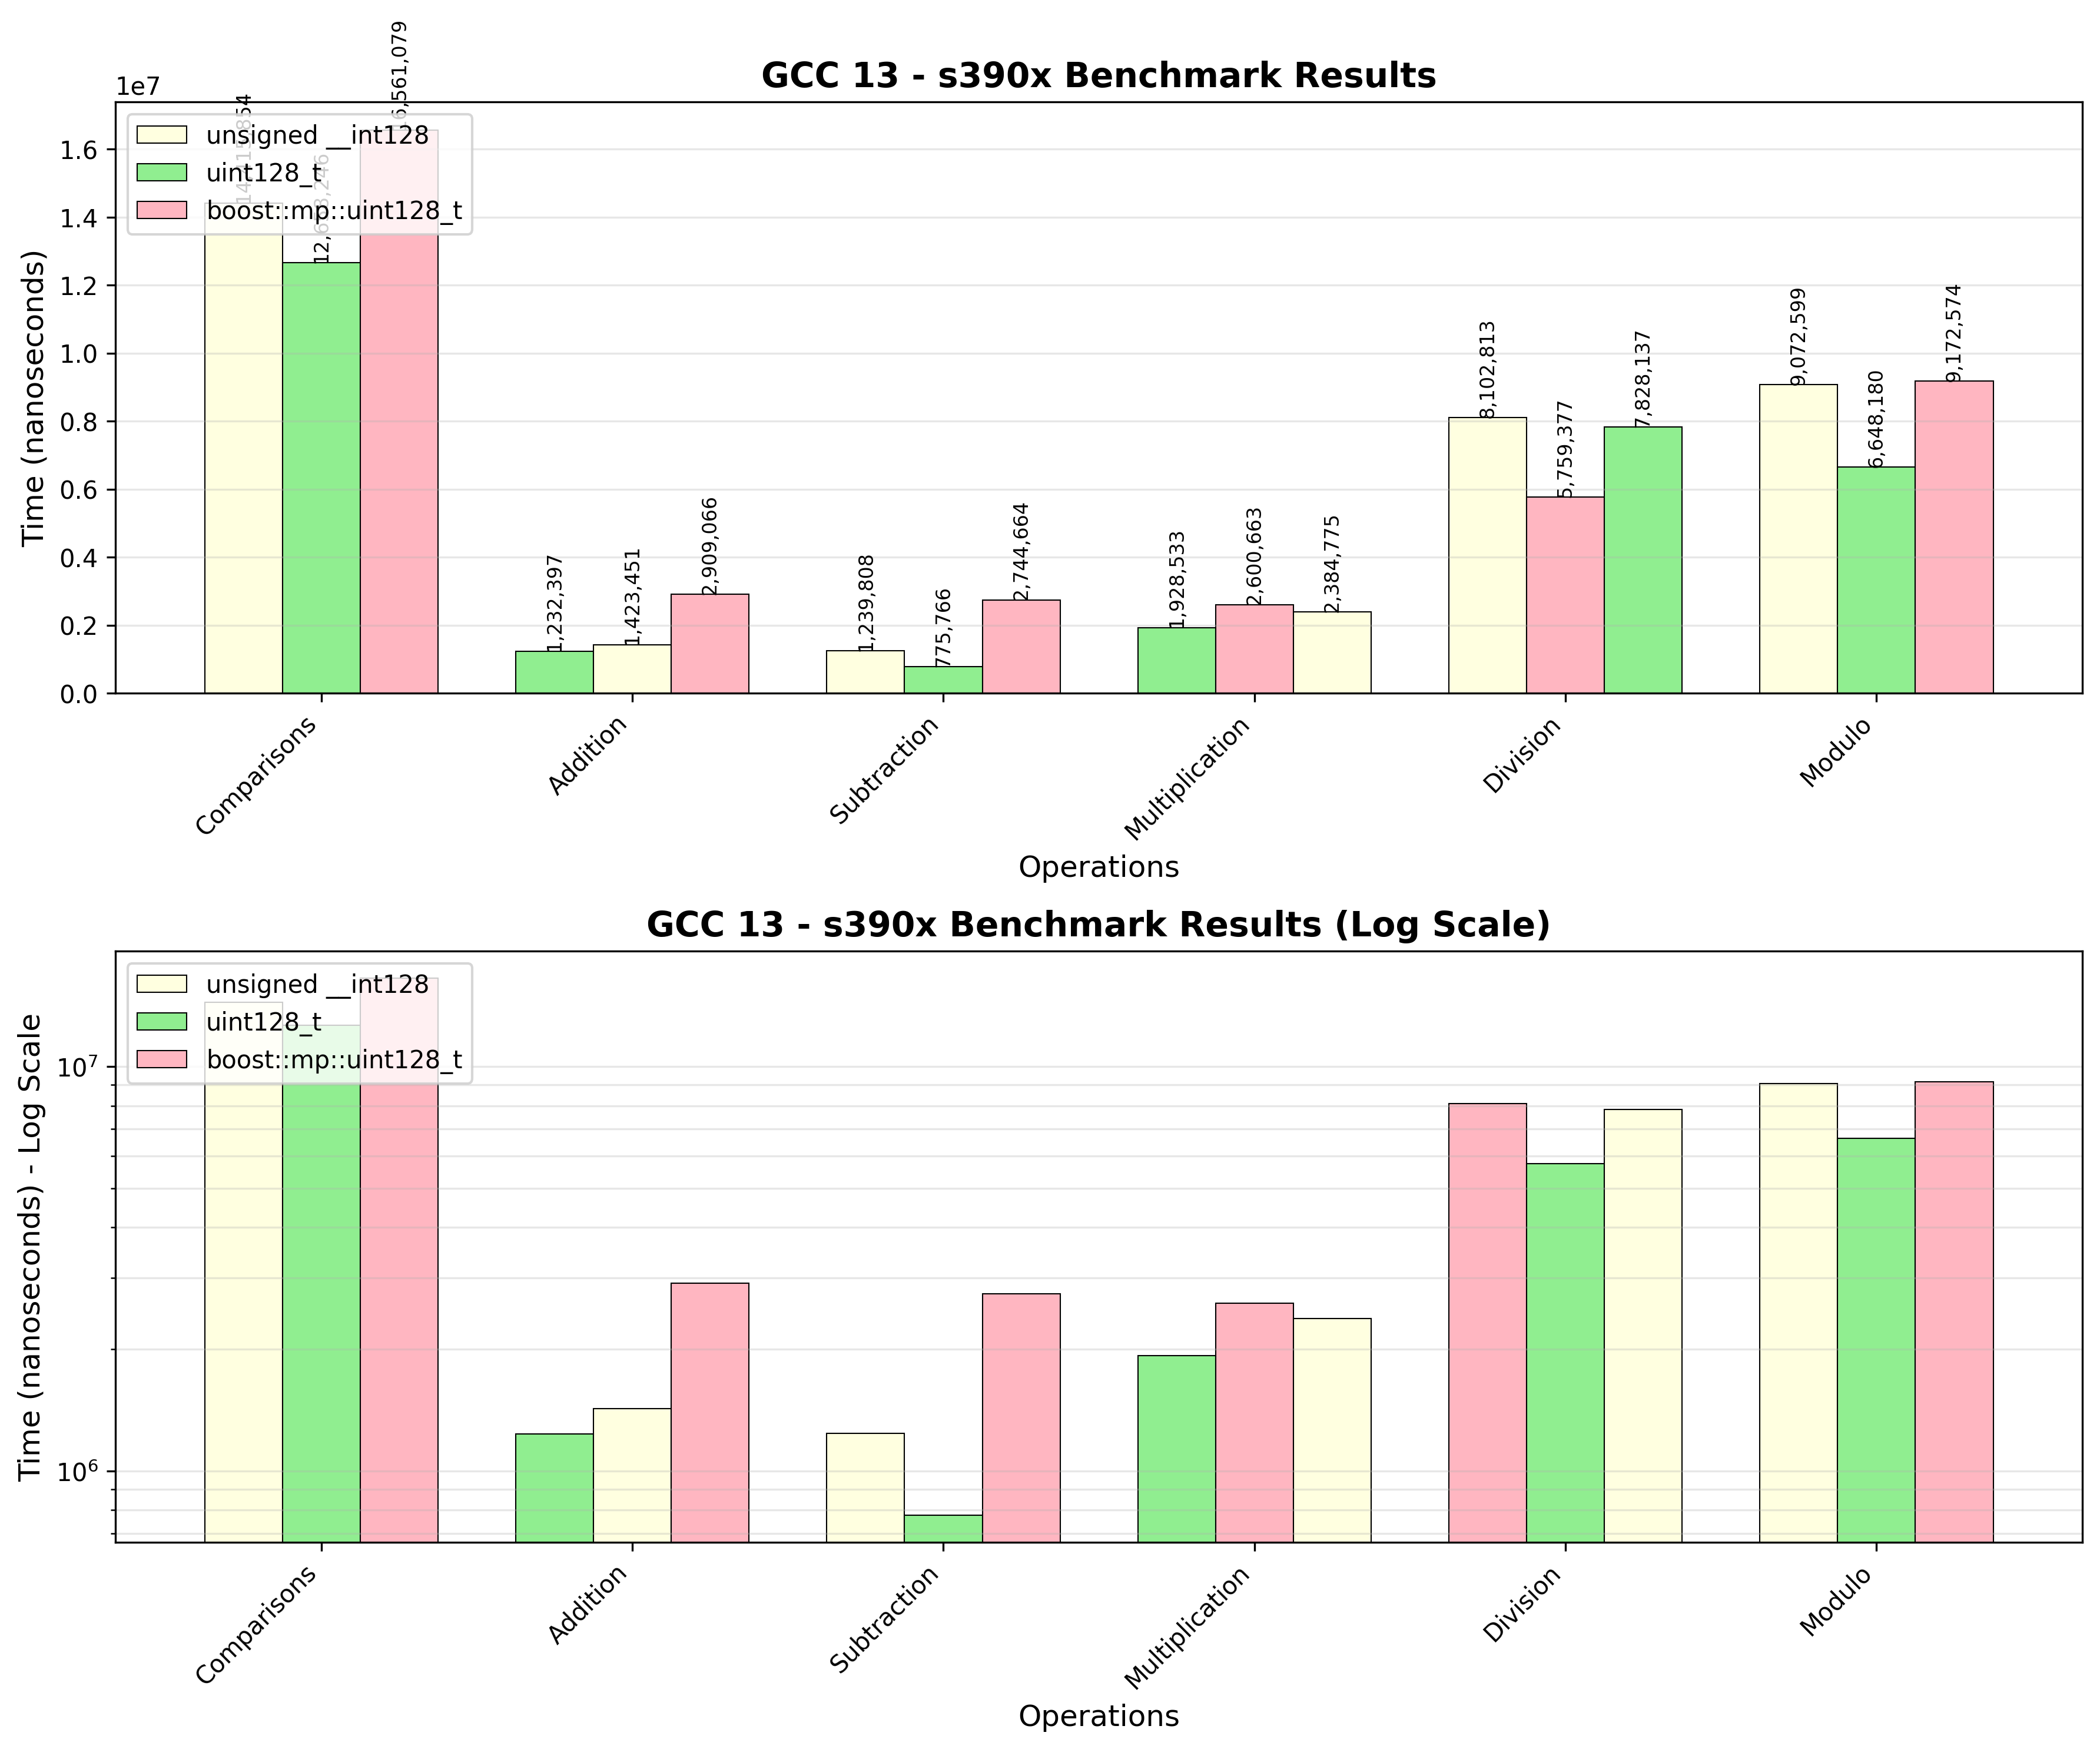 GCC 13 - s390x Benchmark Results
1e7
unsigned __int128
uint128_t
boost::mp::uint128_t
Time (nanoseconds)
1.6
1.4
1.2
1.0
0.8
0.6
0.4
0.2
0.0
1,232,397
1,423,451
2,909,066
1,239,808
775,766
2,744,664
1,928,533
2,600,663
2,384,775
8,102,813
5,759,377
7,828,137
9,072,599
6,648,180
9,172,574
Comparisons
Addition
Subtraction
Multiplication
Division
Modulo
Operations
GCC 13 - s390x Benchmark Results (Log Scale)
unsigned __int128
uint128_t
boost::mp::uint128_t
Time (nanoseconds) - Log Scale
10⁷
10⁶
Comparisons
Addition
Subtraction
Multiplication
Division
Modulo
Operations